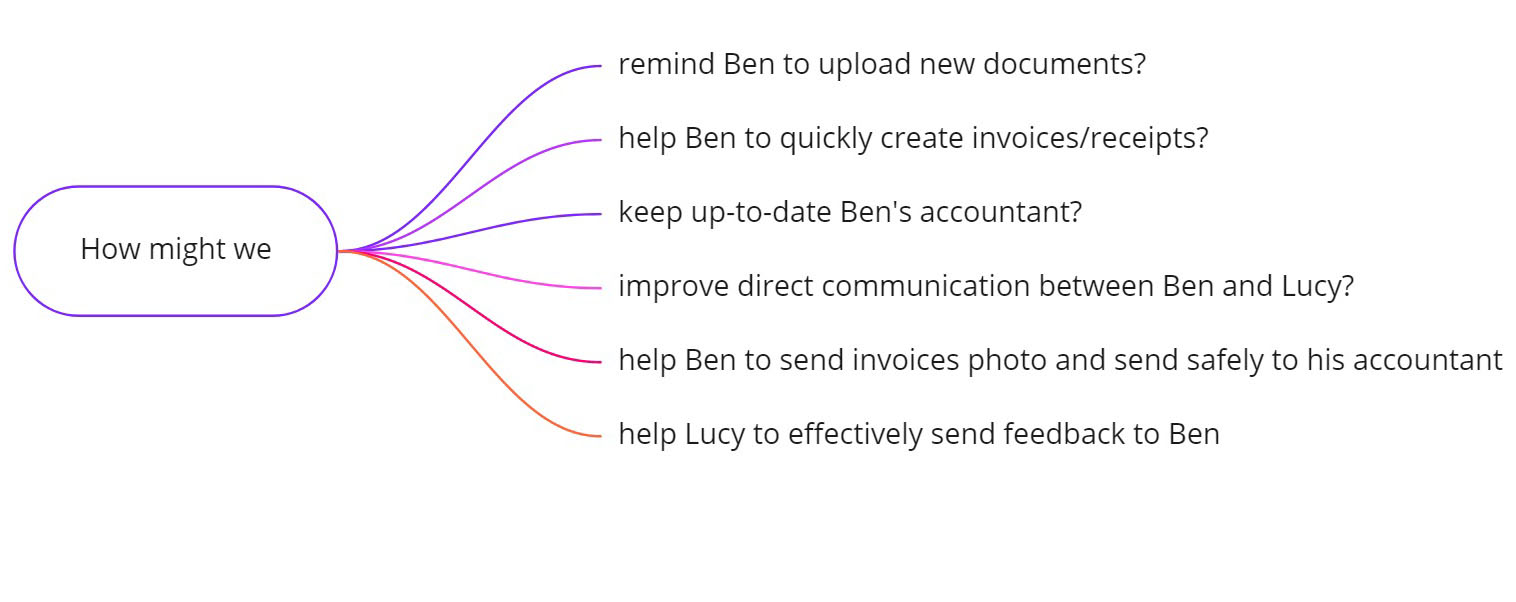 How might we
remind Ben to upload new documents?
help Ben to quickly create invoices/receipts?
keep up-to-date Ben's accountant?
improve direct communication between Ben and Lucy?
help Ben to send invoices photo and send safely to his accountant
help Lucy to effectively send feedback to Ben